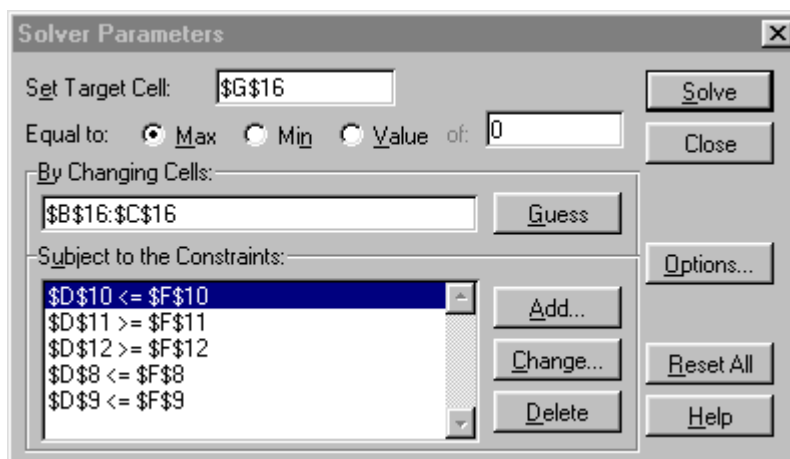 Solver Parameters
Set Target Cell: $G$16 Solve
Equal to: Max Min Value of: 0 Close
By Changing Cells:
$B$16:$C$16 Guess
Subject to the Constraints: Options...
$D$10 <= $F$10 Add...
$D$11 >= $F$11
$D$12 >= $F$12 Change... Reset All
$D$8 <= $F$8
$D$9 <= $F$9 Delete Help